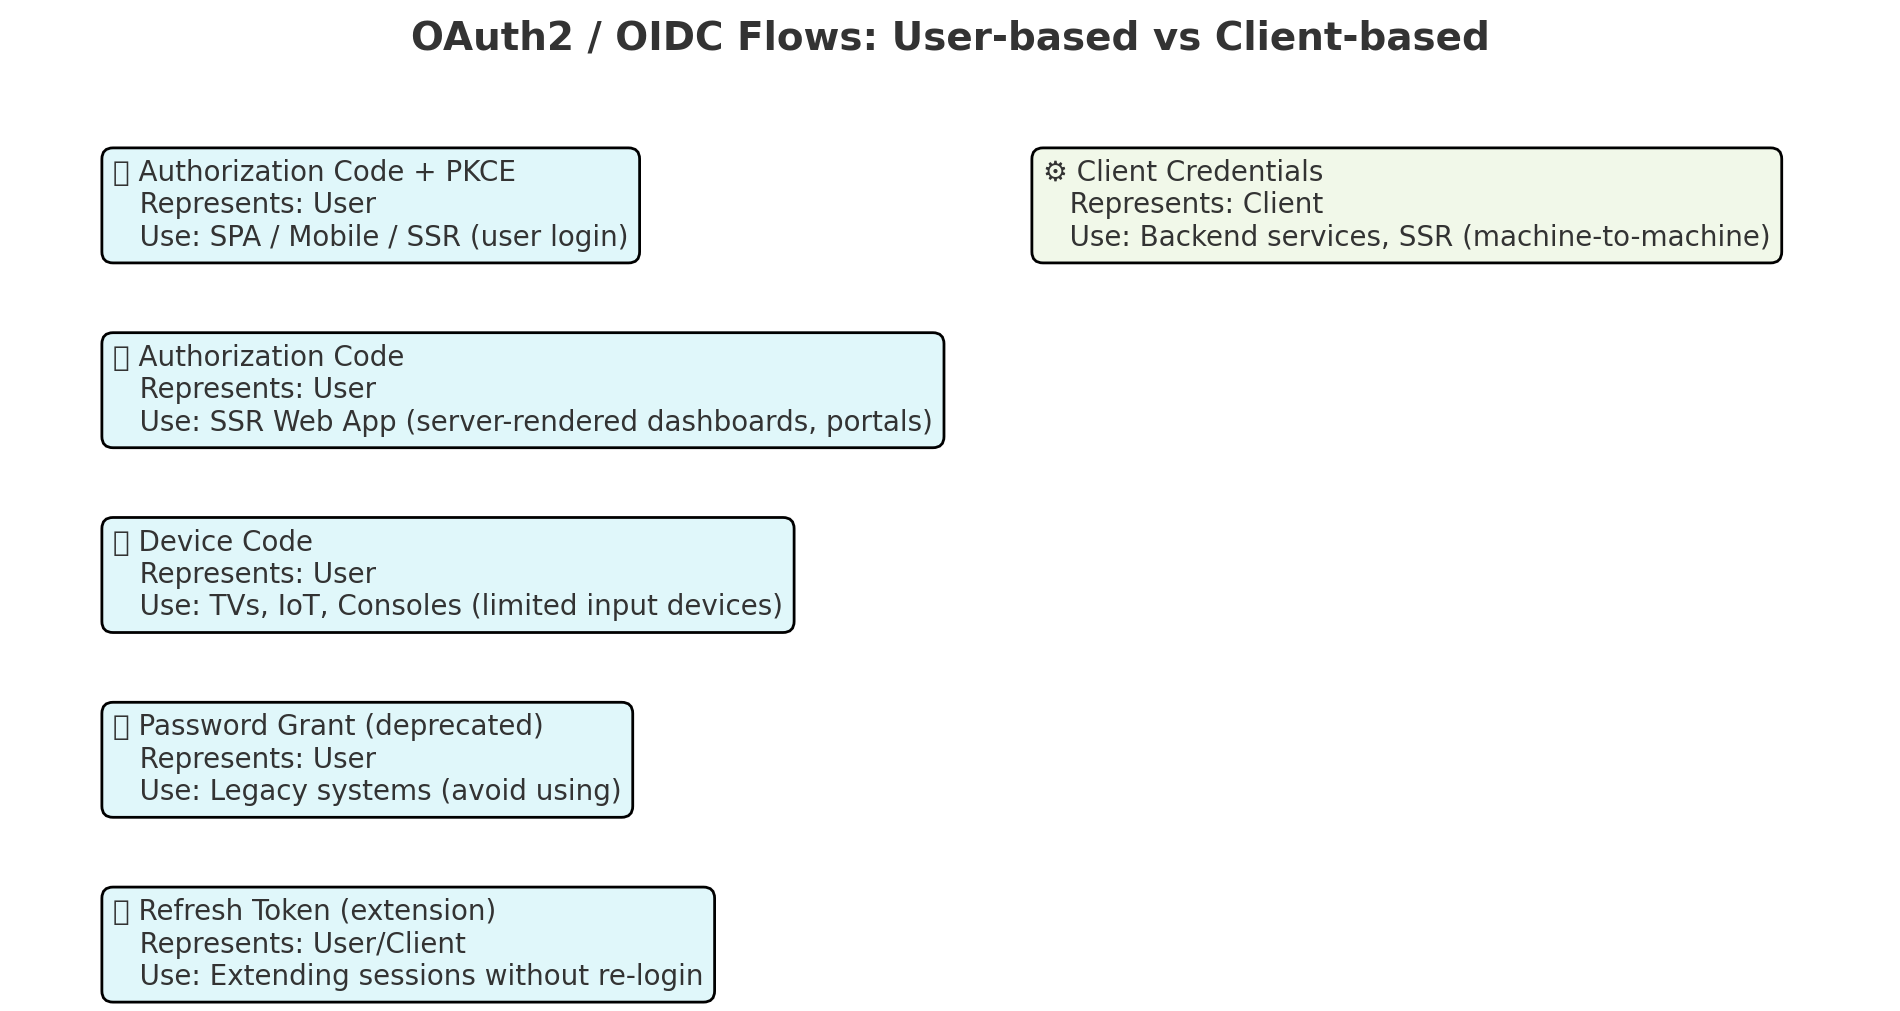 OAuth2 / OIDC Flows: User-based vs Client-based
▯ Authorization Code + PKCE
Represents: User
Use: SPA / Mobile / SSR (user login)
⚙ Client Credentials
Represents: Client
Use: Backend services, SSR (machine-to-machine)
▯ Authorization Code
Represents: User
Use: SSR Web App (server-rendered dashboards, portals)
▯ Device Code
Represents: User
Use: TVs, IoT, Consoles (limited input devices)
▯ Password Grant (deprecated)
Represents: User
Use: Legacy systems (avoid using)
▯ Refresh Token (extension)
Represents: User/Client
Use: Extending sessions without re-login